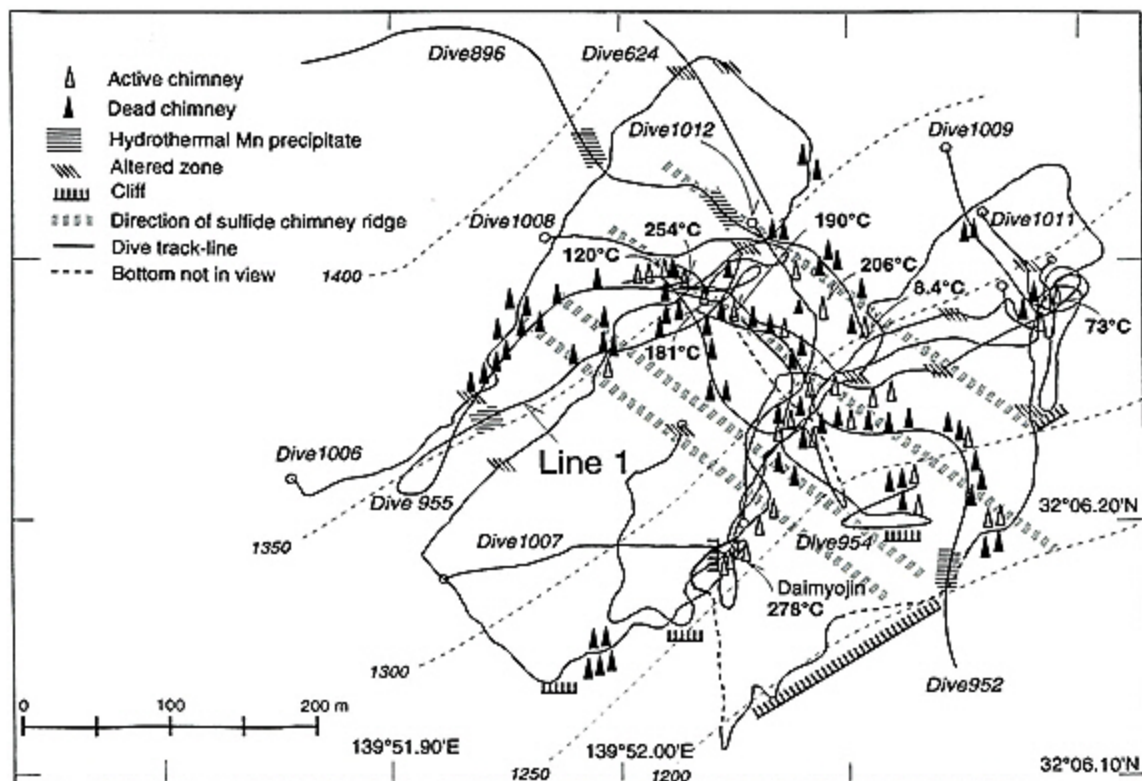 Dive896
Dive624
Active chimney
Dead chimney
Hydrothermal Mn precipitate
Altered zone
Cliff
Direction of sulfide chimney ridge
Dive track-line
Bottom not in view
Dive1012
Dive1009
Dive1008
Dive1011
1400
254°C
190°C
120°C
206°C
8.4°C
73°C
181°C
Line 1
Dive1006
Dive 955
32°06.20'N
1350
Dive1007
Dive954
Daimyojin
278°C
1300
Dive952
0 100 200 m
139°51.90'E
139°52.00'E
32°06.10'N
1250
1200